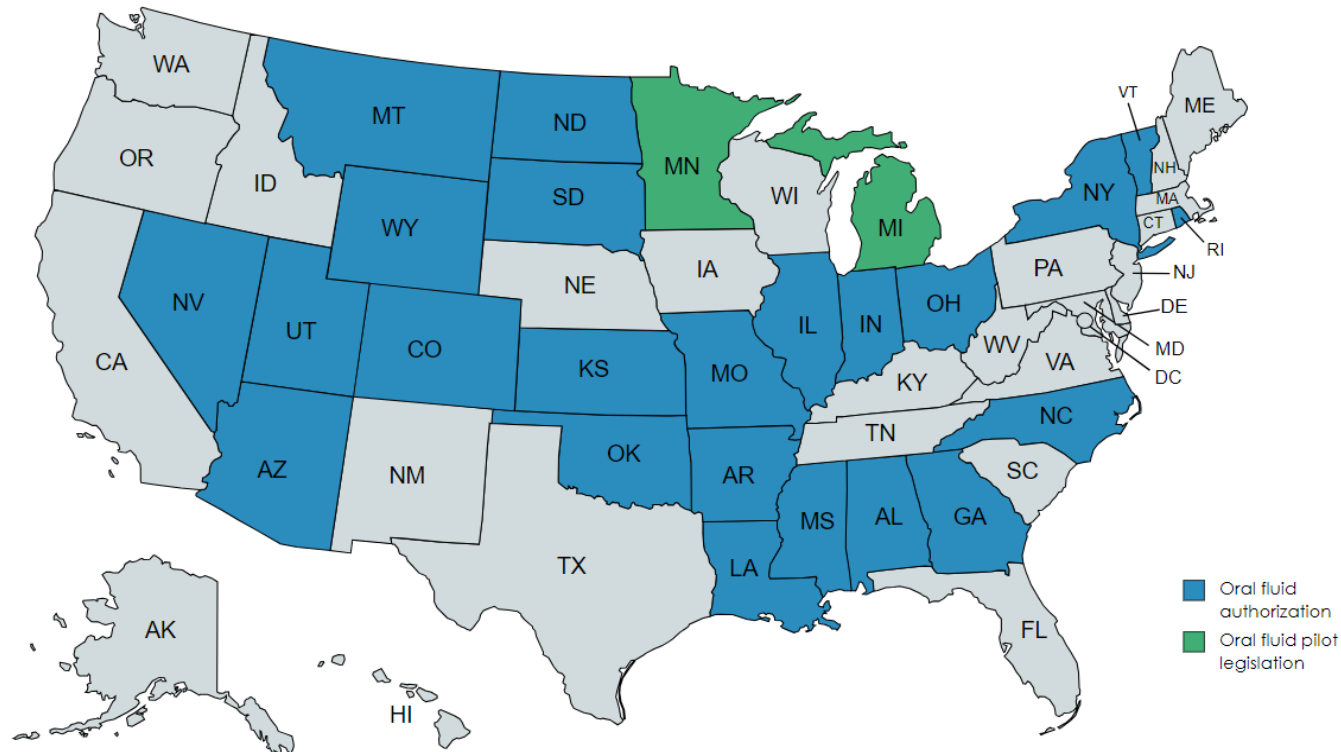 WA
MT
ND
MN
VT
ME
OR
ID
SD
WI
NY
NH
MA
CT
RI
WY
MI
IA
PA
NJ
NV
NE
OH
DE
UT
CO
IL
IN
WV
MD
CA
KS
MO
KY
VA
DC
AZ
NM
OK
AR
TN
NC
SC
MS
AL
GA
TX
LA
Oral fluid
authorization
AK
FL
Oral fluid pilot
legislation
HI